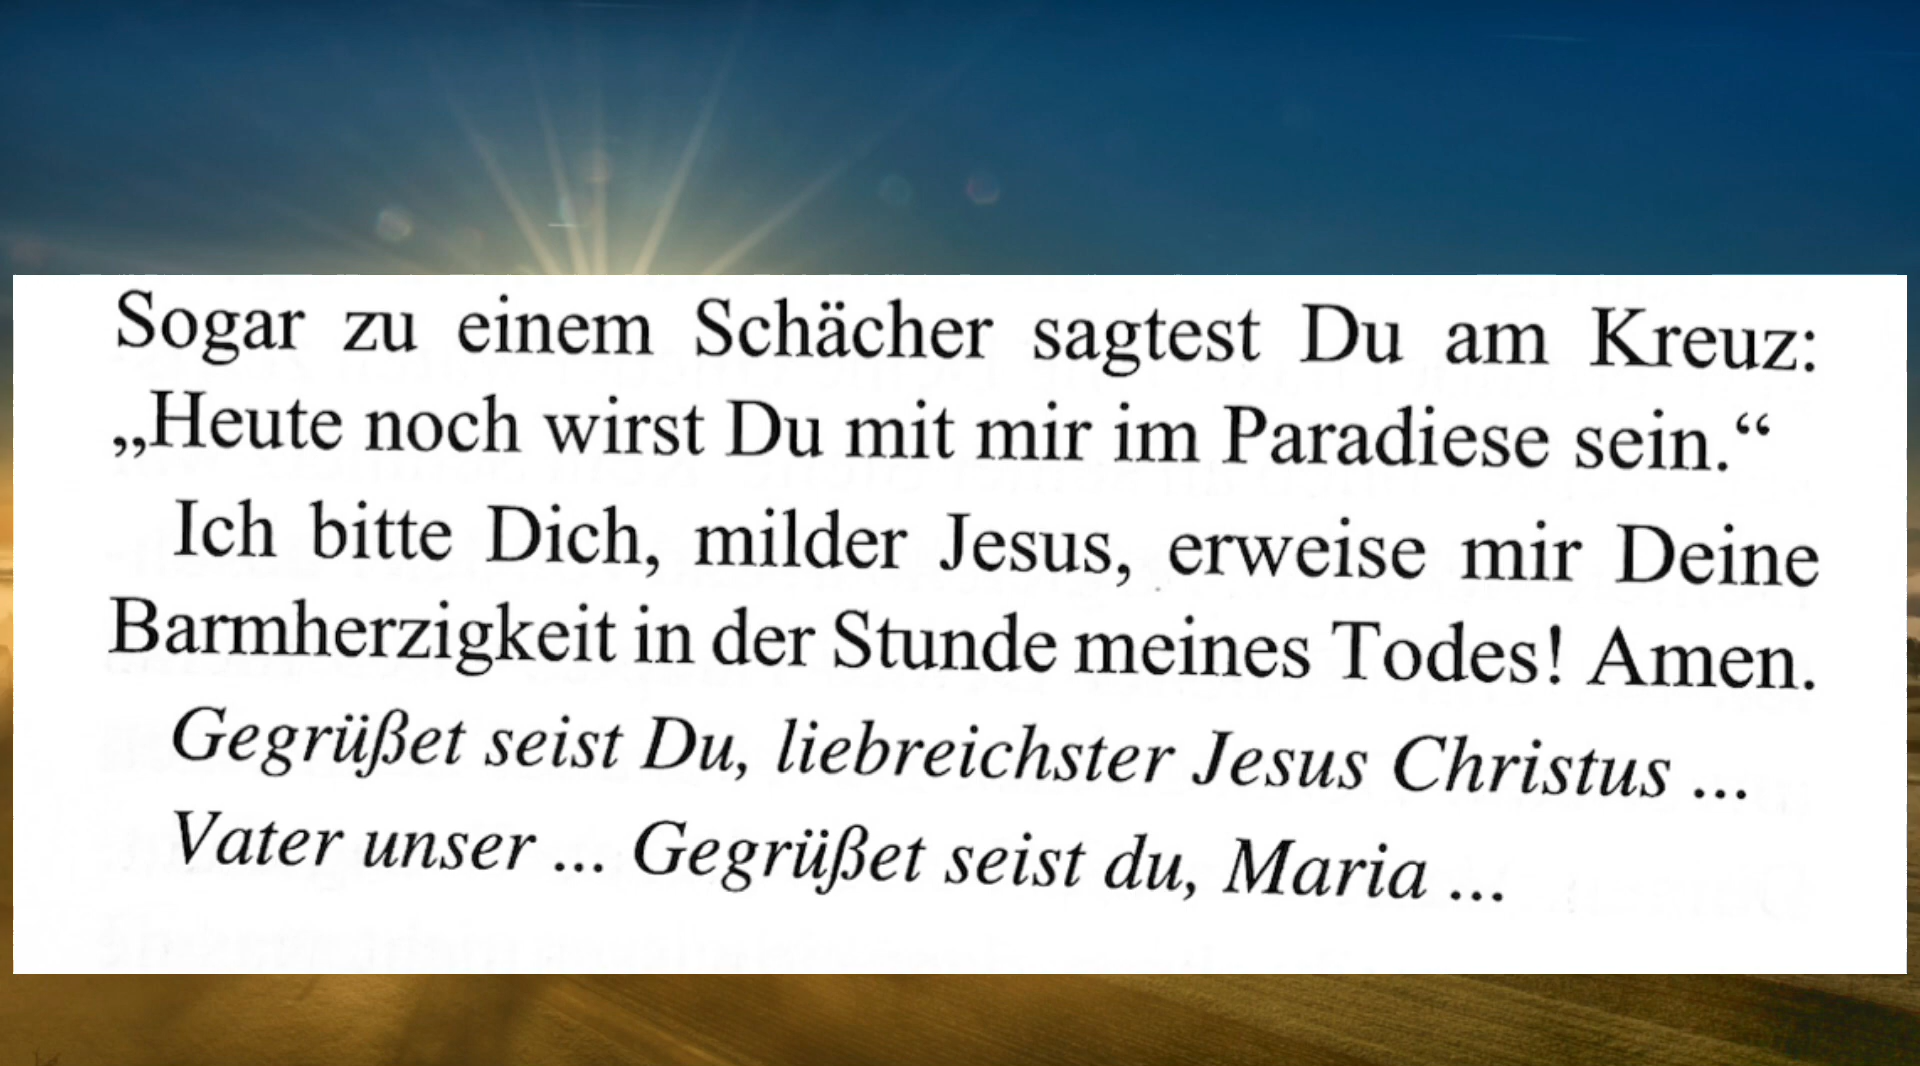 Sogar zu einem Schächer sagtest Du am Kreuz:
„Heute noch wirst Du mit mir im Paradiese sein.“
Ich bitte Dich, milder Jesus, erweise mir Deine
Barmherzigkeit in der Stunde meines Todes! Amen.
Gegrüßet seist Du, liebreichster Jesus Christus ...
Vater unser ... Gegrüßet seist du, Maria ...